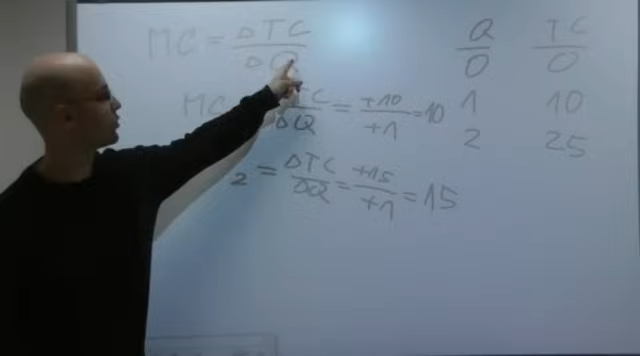 MC = ΔTC / ΔQ
Q TC
0 0
MC ΔTC / ΔQ = +10 / +1 = 10
1 10
2 25
2 = ΔTC / ΔQ = +15 / +1 = 15